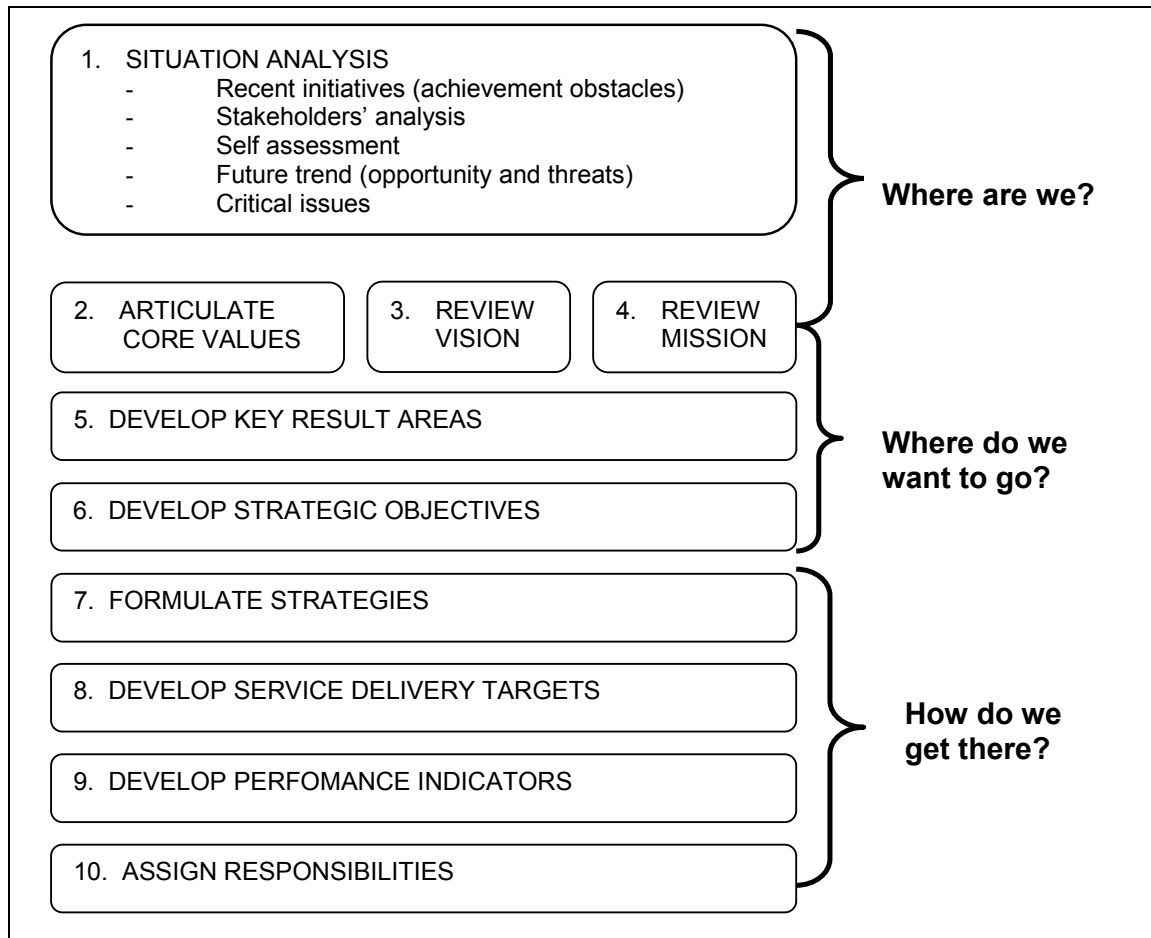 1. SITUATION ANALYSIS
- Recent initiatives (achievement obstacles)
- Stakeholders’ analysis
- Self assessment
- Future trend (opportunity and threats)
- Critical issues
Where are we?
2. ARTICULATE
CORE VALUES
3. REVIEW
VISION
4. REVIEW
MISSION
5. DEVELOP KEY RESULT AREAS
6. DEVELOP STRATEGIC OBJECTIVES
Where do we
want to go?
7. FORMULATE STRATEGIES
8. DEVELOP SERVICE DELIVERY TARGETS
9. DEVELOP PERFOMANCE INDICATORS
10. ASSIGN RESPONSIBILITIES
How do we
get there?